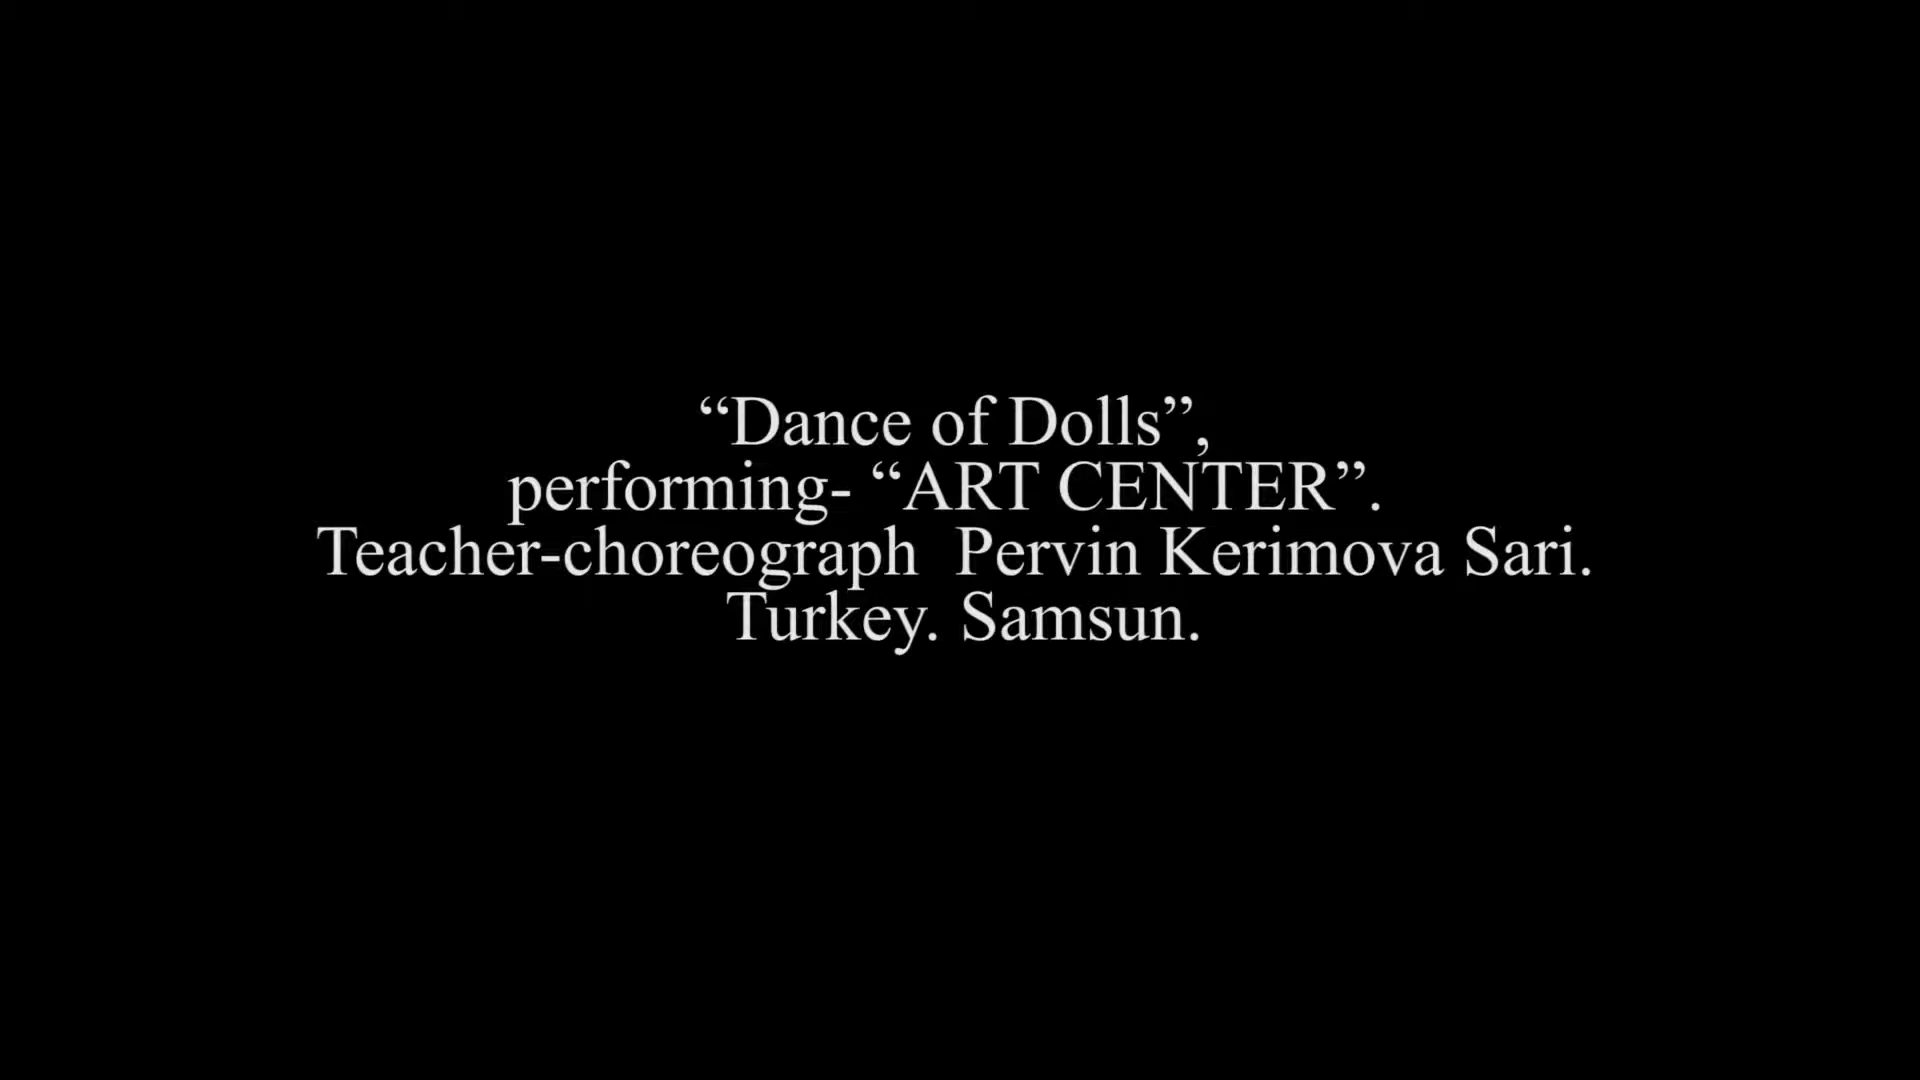 “Dance of Dolls”,
performing- “ART CENTER”.
Teacher-choreograph  Pervin Kerimova Sari.
Turkey. Samsun.